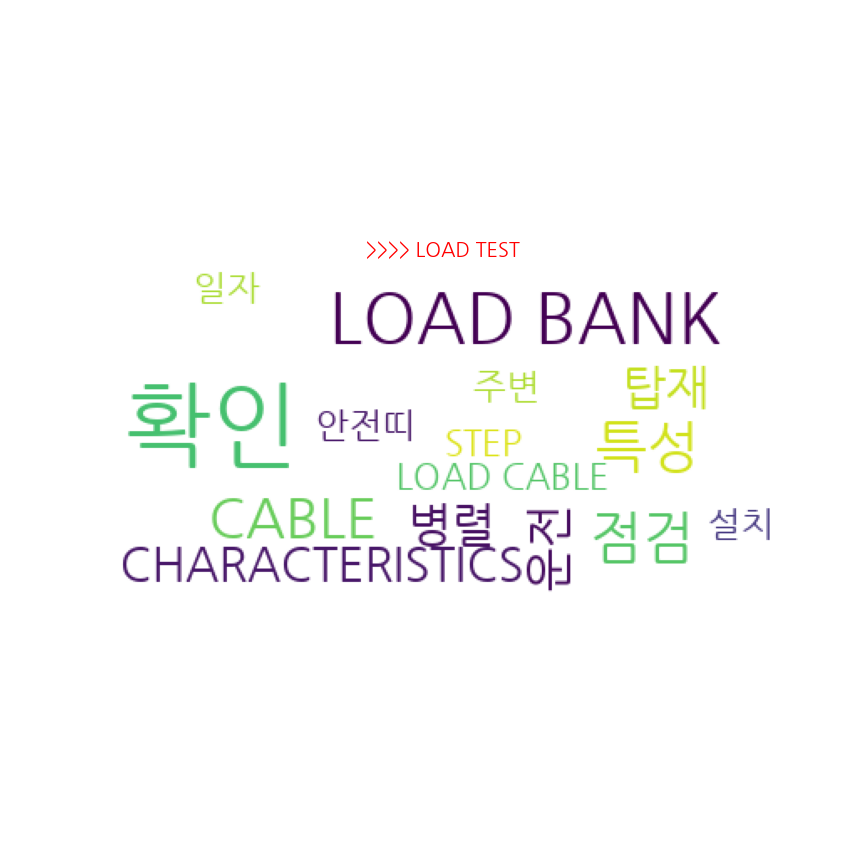 >>>> LOAD TEST
일자
LOAD BANK
주변
탑재
확인
안전띠
STEP
특성
LOAD CABLE
CABLE
병렬
운전
점검
설치
CHARACTERISTICS